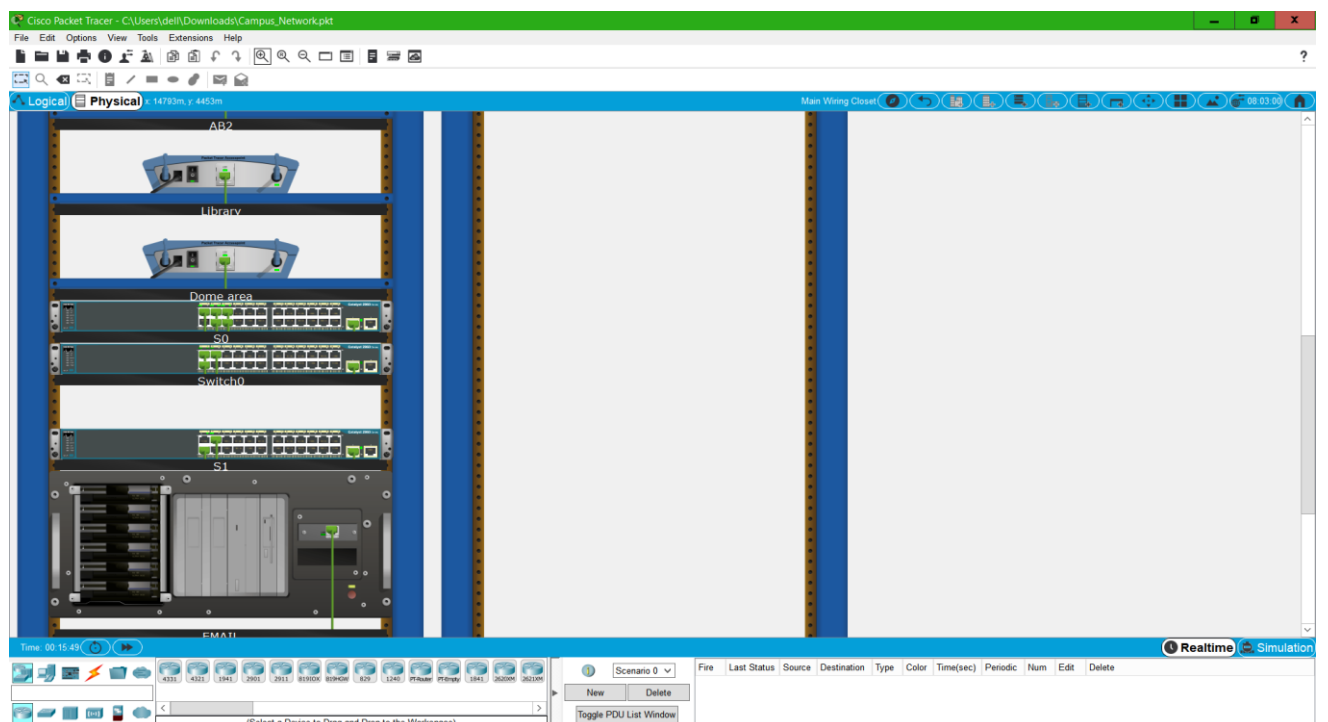 Cisco Packet Tracer - C:\Users\dell\Downloads\Campus_Network.pkt
File Edit Options View Tools Extensions Help
?
Logical Physical x: 14793m, y: 4453m Main Wiring Closet 08:03:00
AB2
Library
Dome area
S0
Switch0
S1
EMAIL
Time: 00:15:49 Realtime Simulation
4331 4321 1941 2901 2911 819IOX 819HGW 829 1240 PT-Router PT-Empty 1841 2620XM 2621XM
Scenario 0 Fire Last Status Source Destination Type Color Time(sec) Periodic Num Edit Delete
New Delete
Toggle PDU List Window
(Select a Device to Drag and Drop to the Workspace)